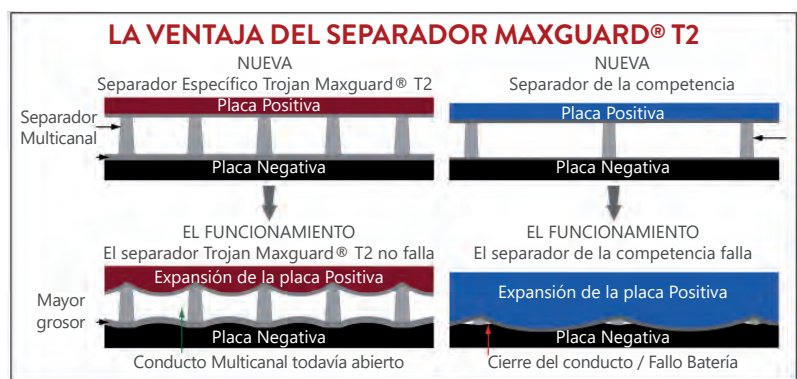 LA VENTAJA DEL SEPARADOR MAXGUARD® T2
NUEVA
Separador Específico Trojan Maxguard® T2
Placa Positiva
Separador
Multicanal
Placa Negativa
EL FUNCIONAMIENTO
El separador Trojan Maxguard® T2 no falla
Expansión de la placa Positiva
Mayor
grosor
Placa Negativa
Conducto Multicanal todavía abierto
NUEVA
Separador de la competencia
Placa Positiva
Placa Negativa
EL FUNCIONAMIENTO
El separador de la competencia falla
Expansión de la placa Positiva
Placa Negativa
Cierre del conducto / Fallo Batería